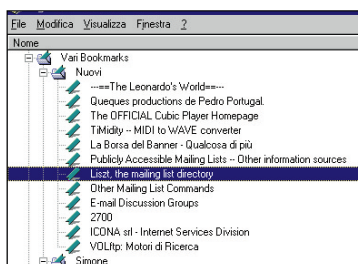 File Modifica Visualizza Finestra ?
Nome
Vari Bookmarks
Nuovi
---==The Leonardo's World==---
Queques productions de Pedro Portugal.
The OFFICIAL Cubic Player Homepage
TiMidity -- MIDI to WAVE converter
La Borsa del Banner - Qualcosa di più
Publicly Accessible Mailing Lists -- Other information sources
Liszt, the mailing list directory
Other Mailing List Commands
E-mail Discussion Groups
2700
ICONA srl - Internet Services Division
VOLftp: Motori di Ricerca
Simone